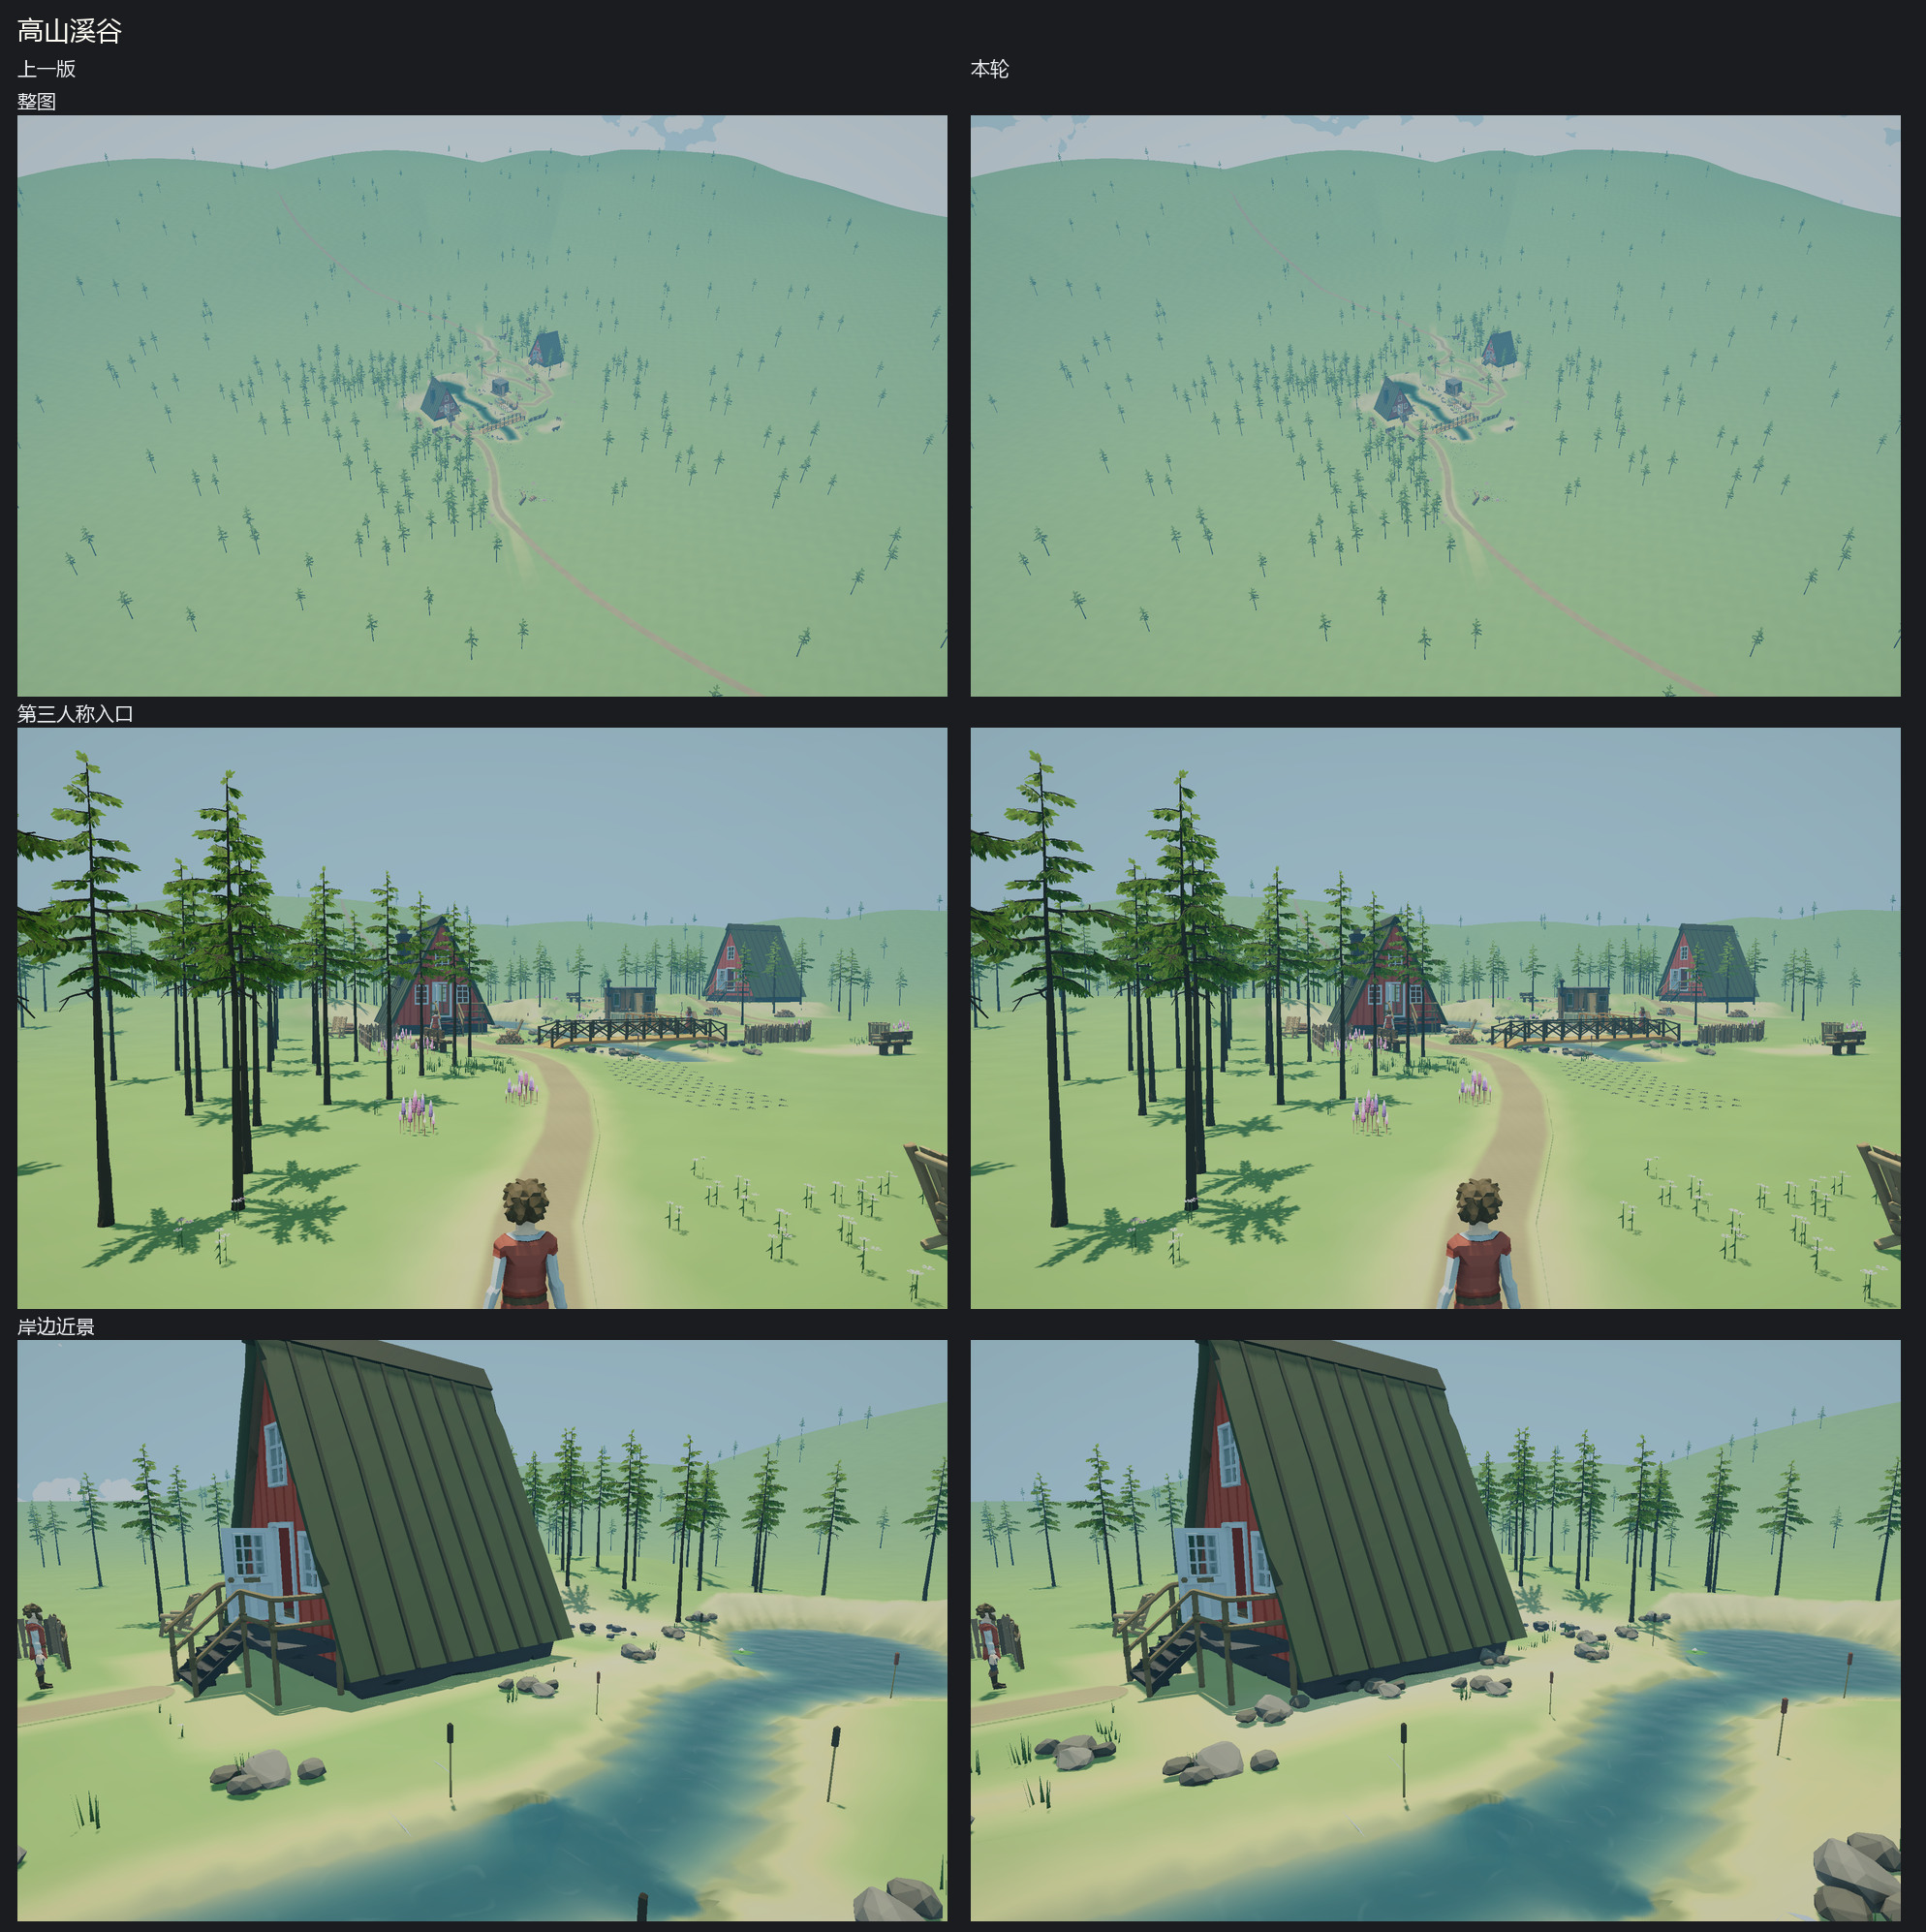 高山溪谷
上一版
本轮
整图
第三人称入口
岸边近景